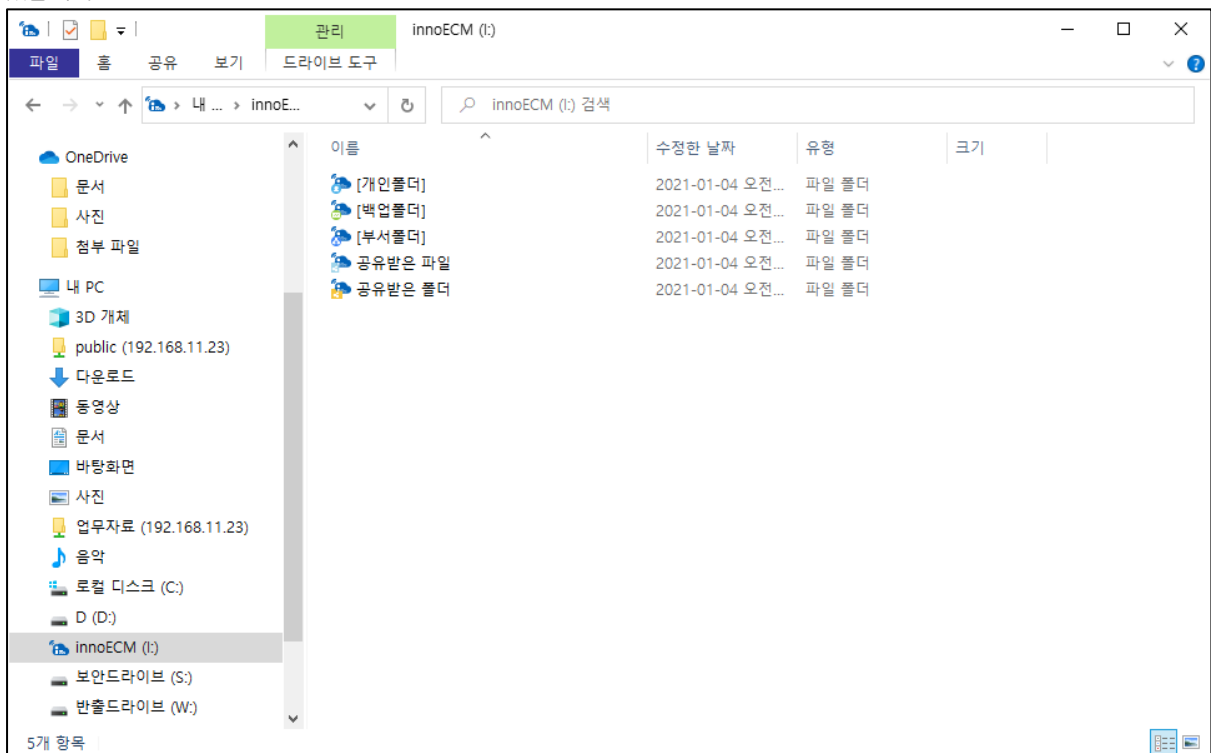 관리
innoECM (I:)
파일
홈
공유
보기
드라이브 도구
내 ... › innoE...
innoECM (I:) 검색
OneDrive
문서
사진
첨부 파일
내 PC
3D 개체
public (192.168.11.23)
다운로드
동영상
문서
바탕화면
사진
업무자료 (192.168.11.23)
음악
로컬 디스크 (C:)
D (D:)
innoECM (I:)
보안드라이브 (S:)
반출드라이브 (W:)
이름 수정한 날짜 유형 크기
[개인폴더] 2021-01-04 오전... 파일 폴더
[백업폴더] 2021-01-04 오전... 파일 폴더
[부서폴더] 2021-01-04 오전... 파일 폴더
공유받은 파일 2021-01-04 오전... 파일 폴더
공유받은 폴더 2021-01-04 오전... 파일 폴더
5개 항목